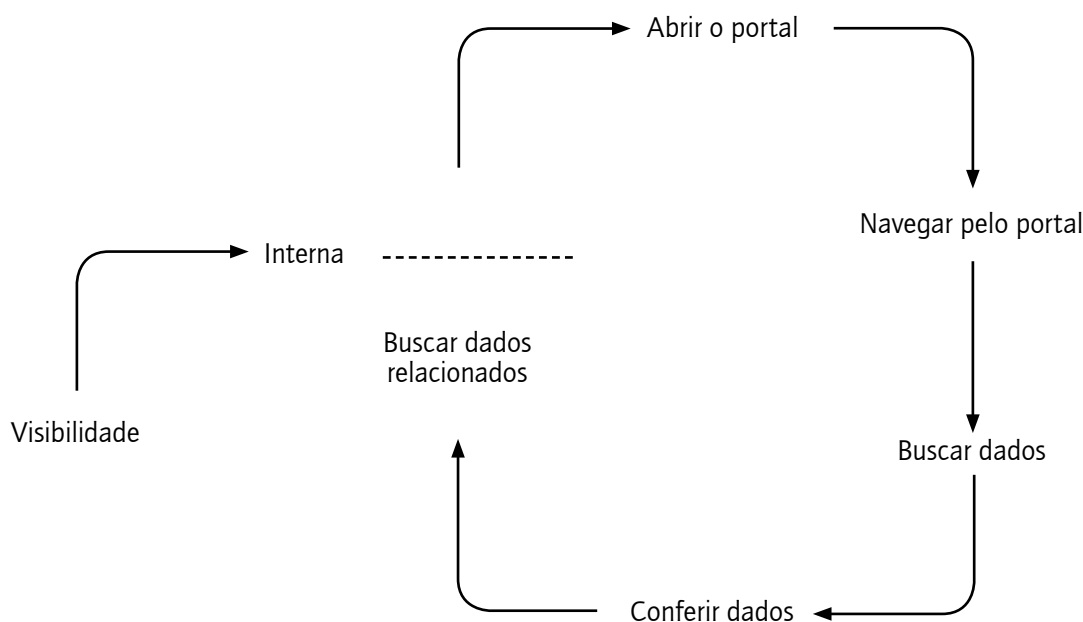 Abrir o portal
Navegar pelo portal
Interna
Buscar dados
relacionados
Visibilidade
Buscar dados
Conferir dados